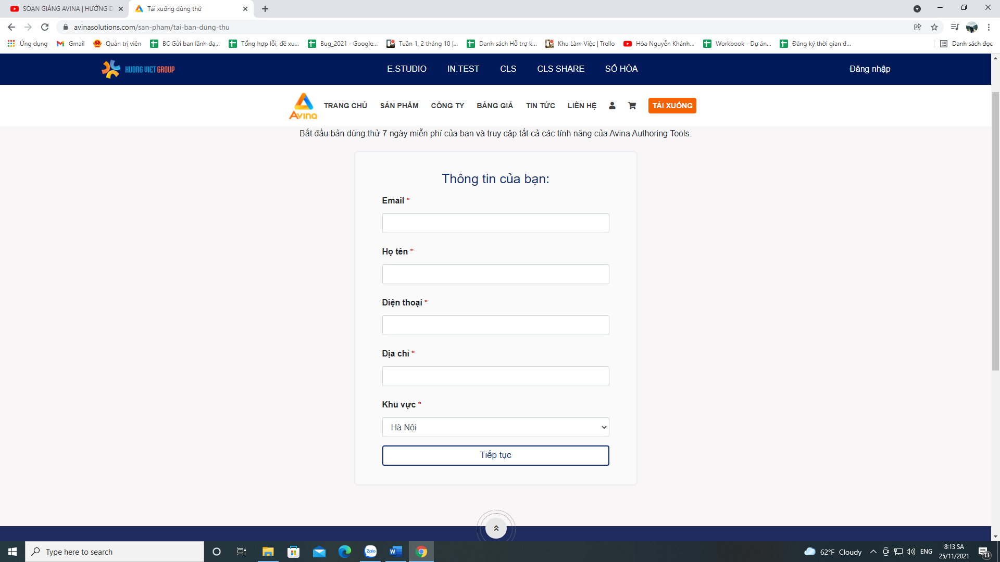 SOẠN GIẢNG AVINA | HƯỚNG D
Tải xuống dùng thử
avinasolutions.com/san-pham/tai-ban-dung-thu
Ứng dụng
Gmail
Quản trị viên
BC Gửi ban lãnh đạ...
Tổng hợp lỗi, đề xu...
Bug_2021 - Google...
Tuần 1, 2 tháng 10 |...
Danh sách Hỗ trợ k...
Khu Làm Việc | Trello
Hòa Nguyễn Khánh...
Workbook - Dự án...
Đăng ký thời gian đ...
Danh sách đọc
HUONG VIET GROUP
E.STUDIO
IN.TEST
CLS
CLS SHARE
SỐ HÓA
Đăng nhập
Avina
TRANG CHỦ
SẢN PHẨM
CÔNG TY
BẢNG GIÁ
TIN TỨC
LIÊN HỆ
TẢI XUỐNG
Bắt đầu bản dùng thử 7 ngày miễn phí của bạn và truy cập tất cả các tính năng của Avina Authoring Tools.
Thông tin của bạn:
Email *
Họ tên *
Điện thoại *
Địa chỉ *
Khu vực *
Hà Nội
Tiếp tục
Type here to search
Zalo
W
62°F Cloudy
ENG
8:13 SA
25/11/2021
13